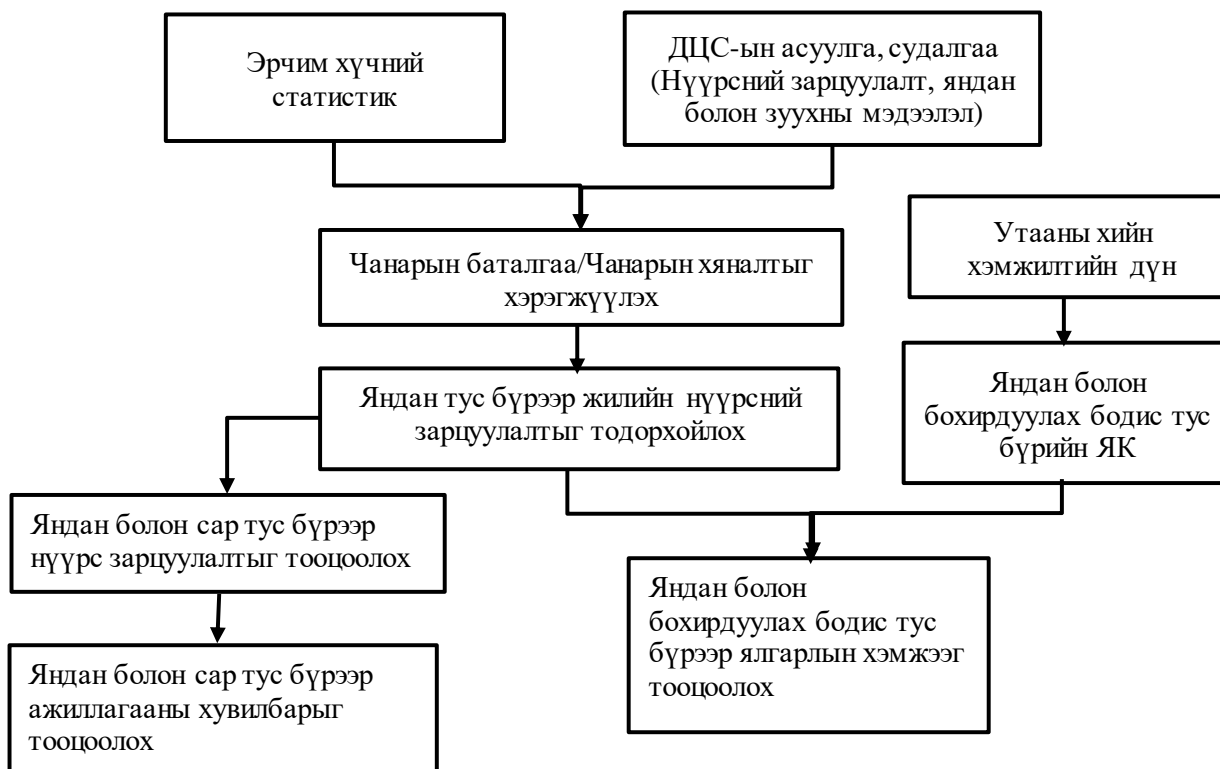 Эрчим хүчний
статистик
ДЦС-ын асуулга, судалгаа
(Нүүрсний зарцуулалт, яндан
болон зуухны мэдээлэл)
Чанарын баталгаа/Чанарын хяналтыг
хэрэгжүүлэх
Утааны хийн
хэмжилтийн дүн
Яндан тус бүрээр жилийн нүүрсний
зарцуулалтыг тодорхойлох
Яндан болон
бохирдуулах бодис тус
бүрийн ЯК
Яндан болон сар тус бүрээр
нүүрс зарцуулалтыг тооцоолох
Яндан болон
бохирдуулах бодис тус
бүрээр ялгарлын хэмжээг
тооцоолох
Яндан болон сар тус бүрээр
ажиллагааны хувилбарыг
тооцоолох